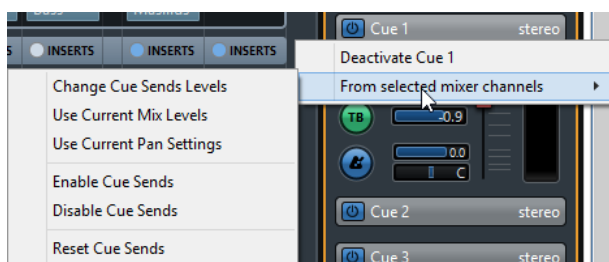 Cue 1 stereo
S INSERTS INSERTS INSERTS
Deactivate Cue 1
From selected mixer channels
Change Cue Sends Levels
Use Current Mix Levels
Use Current Pan Settings
Enable Cue Sends
Disable Cue Sends
Reset Cue Sends
TB -0.9
0.0
C
Cue 2 stereo
Cue 3 stereo